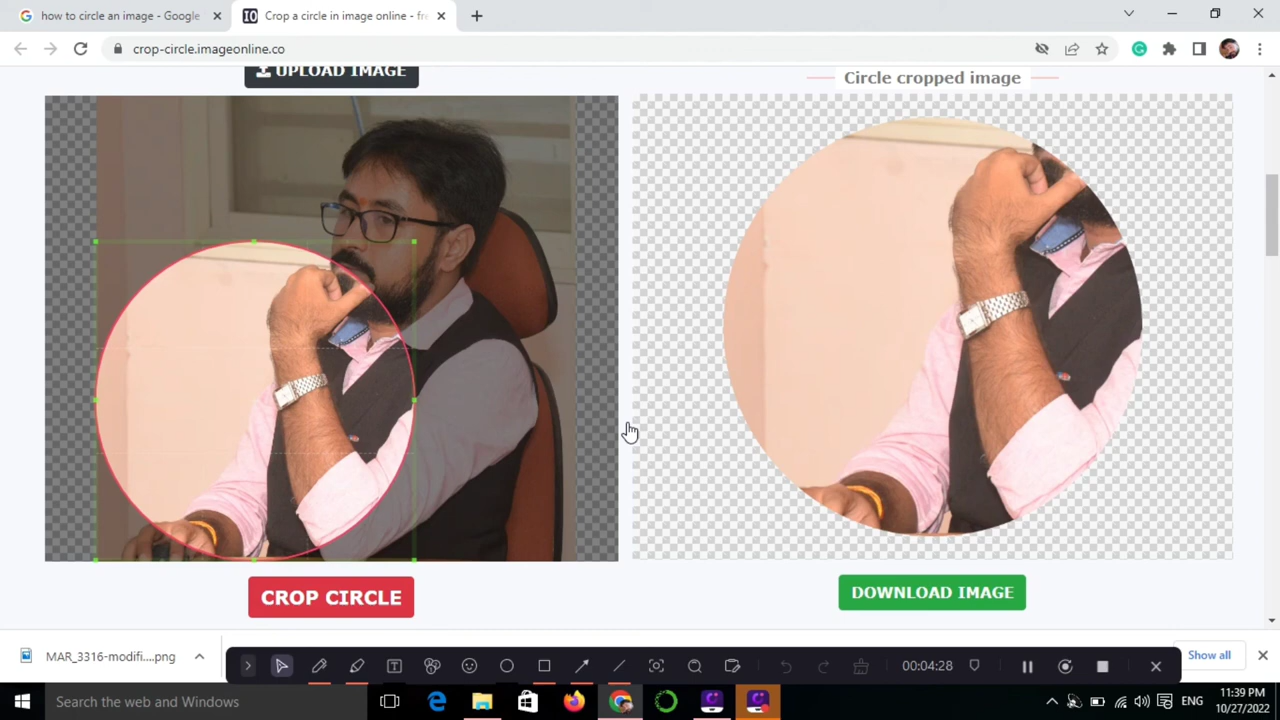 how to circle an image - Google
Crop a circle in image online - fre
crop-circle.imageonline.co
UPLOAD IMAGE
Circle cropped image
CROP CIRCLE
DOWNLOAD IMAGE
MAR_3316-modifi....png
Show all
00:04:28
Search the web and Windows
ENG
11:39 PM
10/27/2022